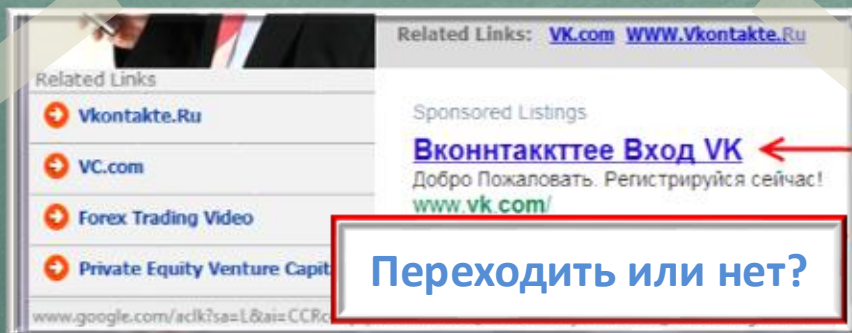 Related Links: VK.com WWW.Vkontakte.Ru
Related Links
Vkontakte.Ru
VC.com
Forex Trading Video
Private Equity Venture Capit
Sponsored Listings
Вконнтаккттее Вход VK
Добро Пожаловать. Регистрируйся сейчас!
www.vk.com/
Переходить или нет?
www.google.com/aclk?sa=L&ai=CCRc